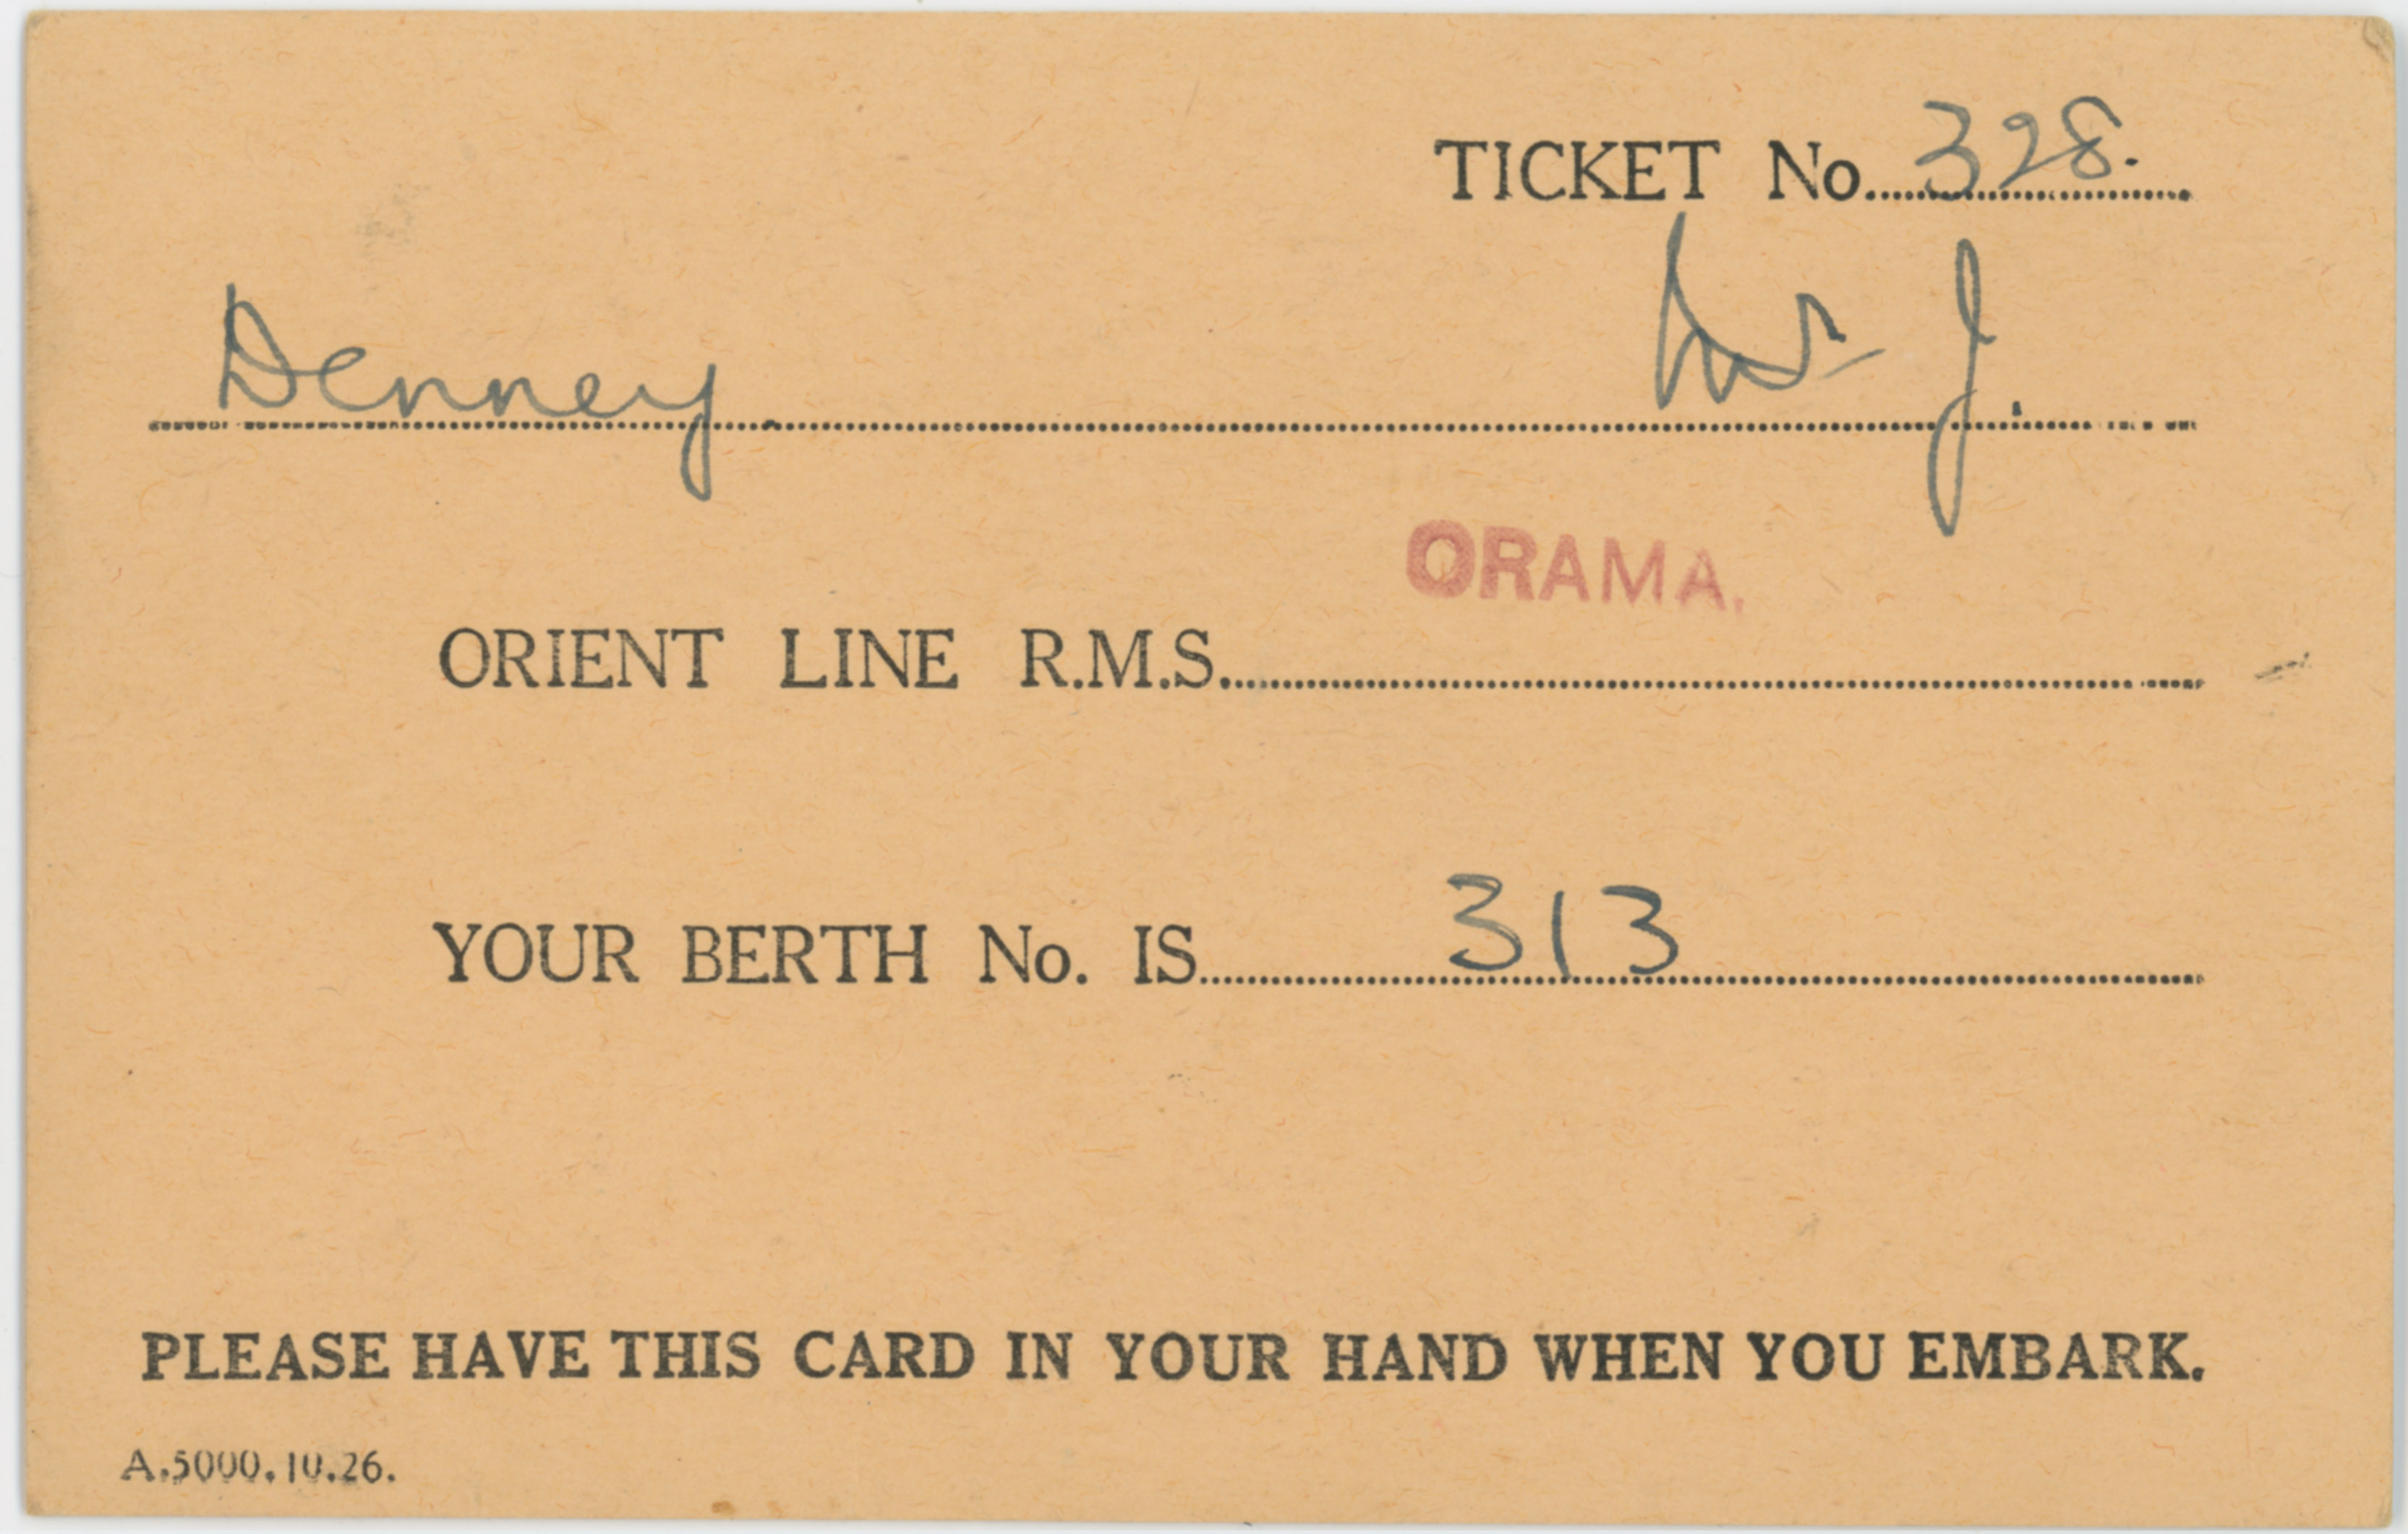 TICKET No. 328.
Denney. Mr J.
ORAMA.
ORIENT LINE R.M.S.
YOUR BERTH No. IS 313
PLEASE HAVE THIS CARD IN YOUR HAND WHEN YOU EMBARK.
A.5000.10.26.